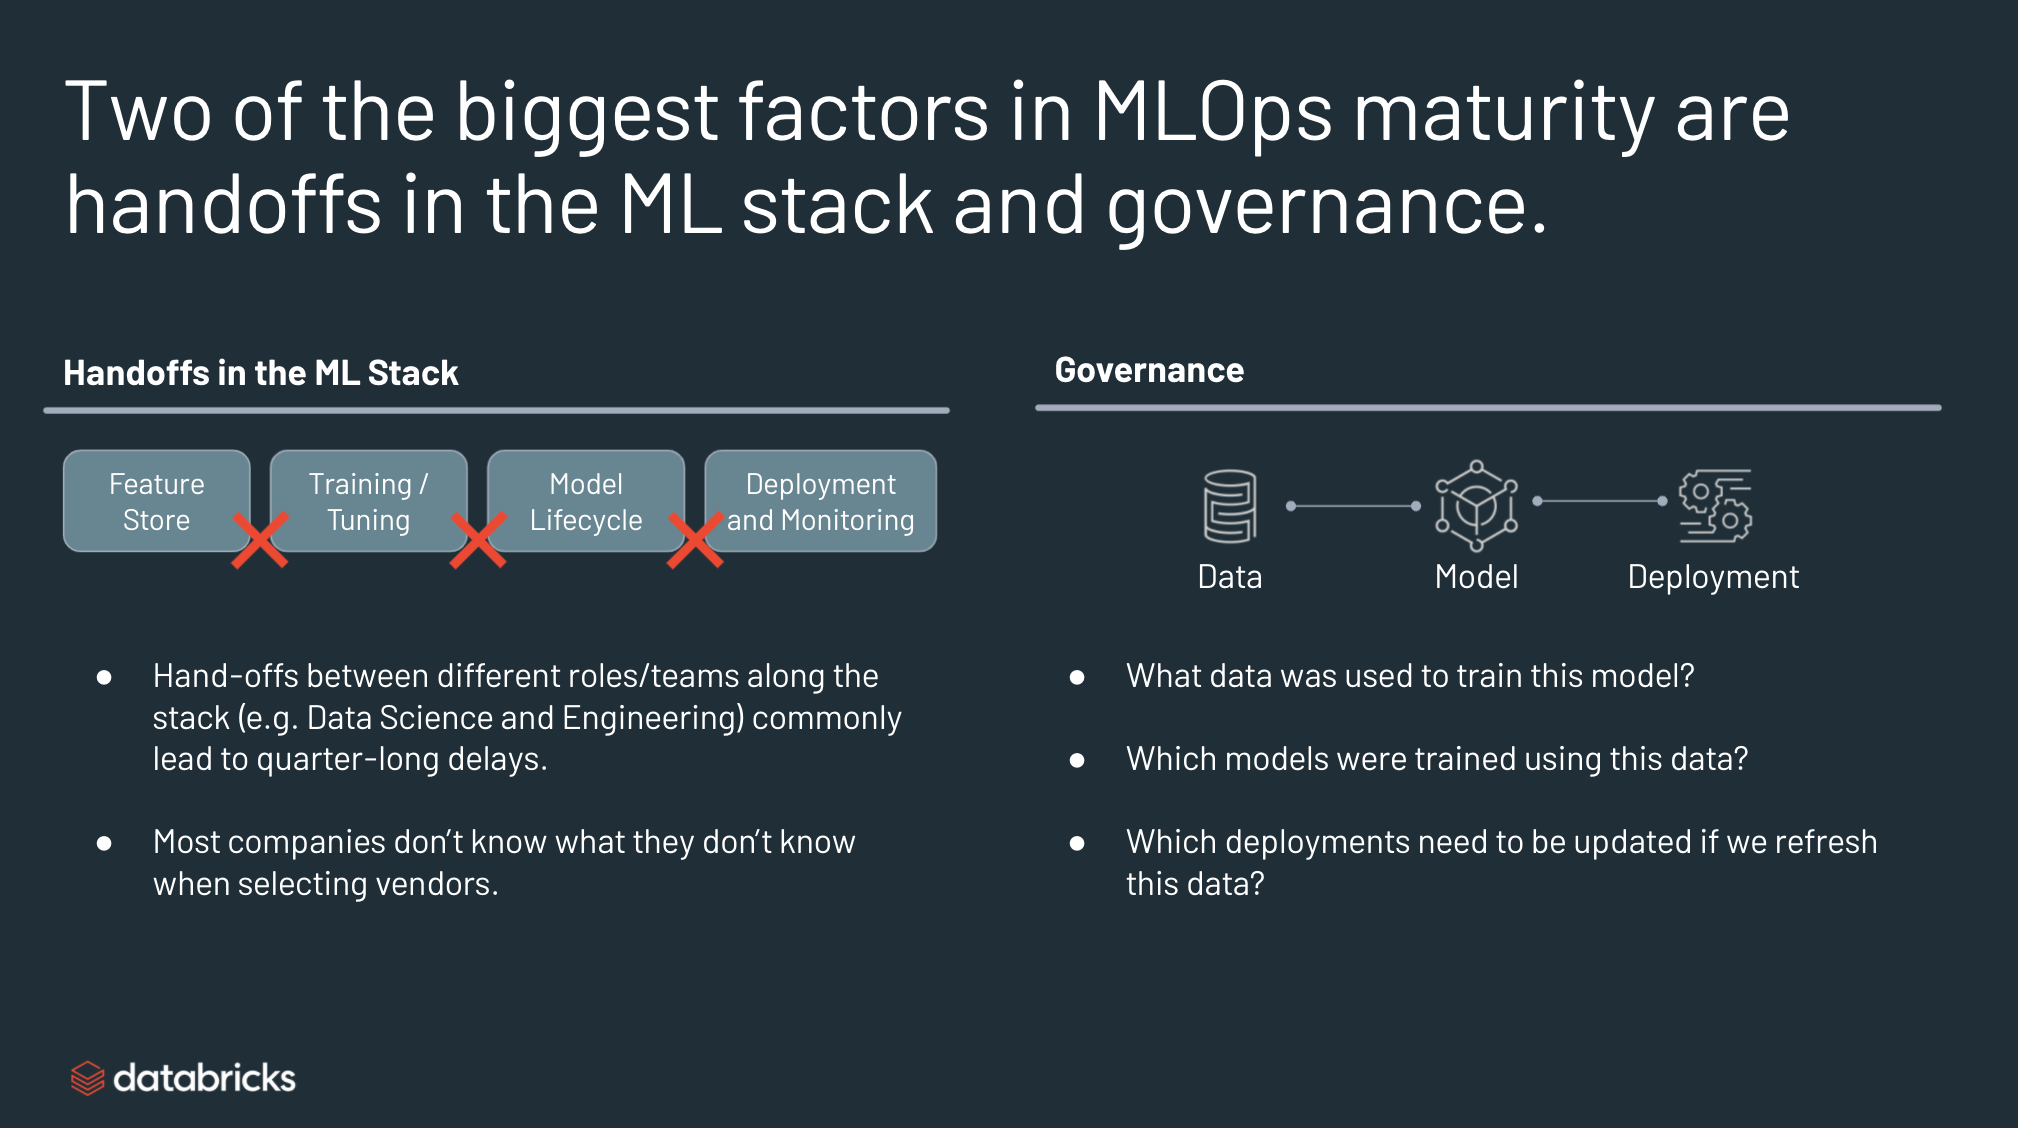 Two of the biggest factors in MLOps maturity are
handoffs in the ML stack and governance.
Handoffs in the ML Stack
Feature
Store
Training /
Tuning
Model
Lifecycle
Deployment
and Monitoring
● Hand-offs between different roles/teams along the
stack (e.g. Data Science and Engineering) commonly
lead to quarter-long delays.
● Most companies don’t know what they don’t know
when selecting vendors.
Governance
Data
Model
Deployment
● What data was used to train this model?
● Which models were trained using this data?
● Which deployments need to be updated if we refresh
this data?
databricks